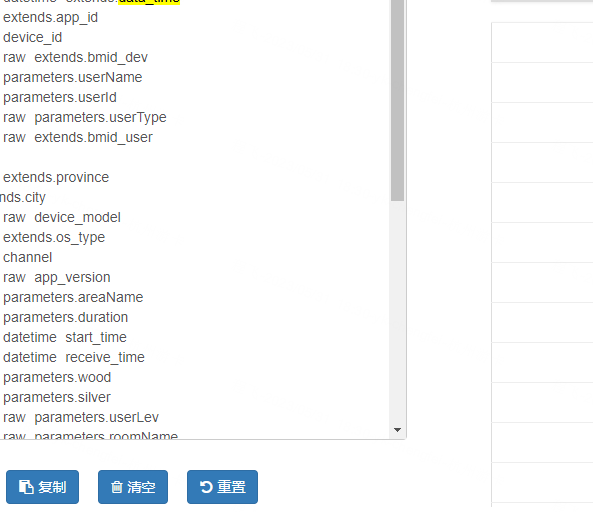 datetime extends.data_time
extends.app_id
device_id
raw extends.bmid_dev
parameters.userName
parameters.userId
raw parameters.userType
raw extends.bmid_user
extends.province
nds.city
raw device_model
extends.os_type
channel
raw app_version
parameters.areaName
parameters.duration
datetime start_time
datetime receive_time
parameters.wood
parameters.silver
raw parameters.userLev
raw parameters.roomName
复制 清空 重置